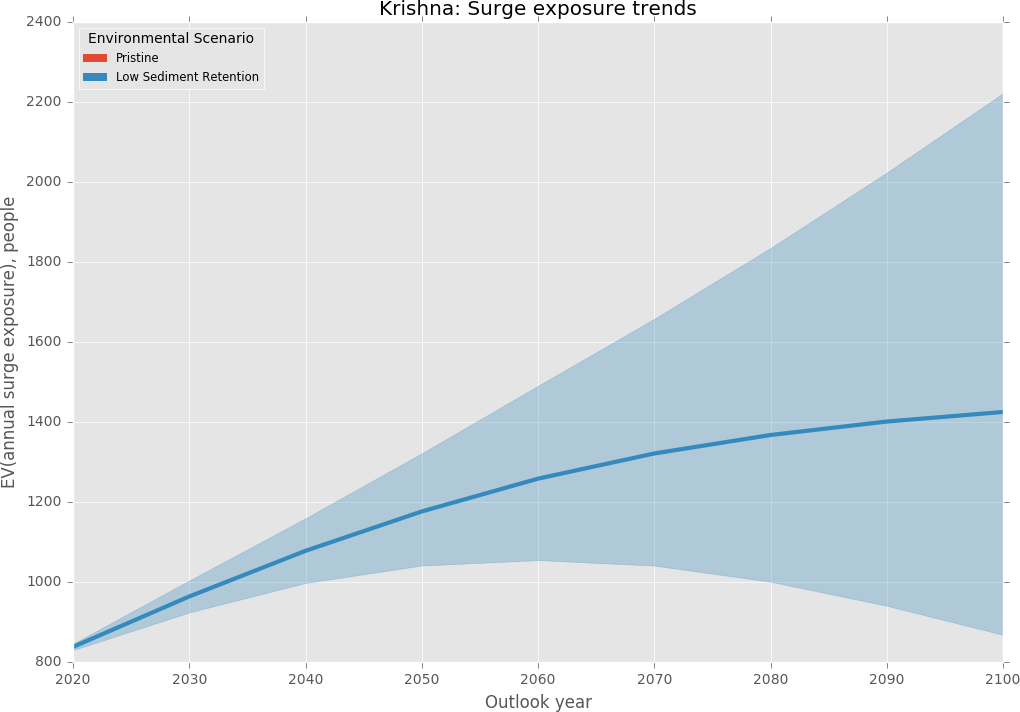 Krishna: Surge exposure trends
2400
2200
2000
1800
1600
1400
1200
1000
800
EV(annual surge exposure), people
Environmental Scenario
Pristine
Low Sediment Retention
2020 2030 2040 2050 2060 2070 2080 2090 2100
Outlook year